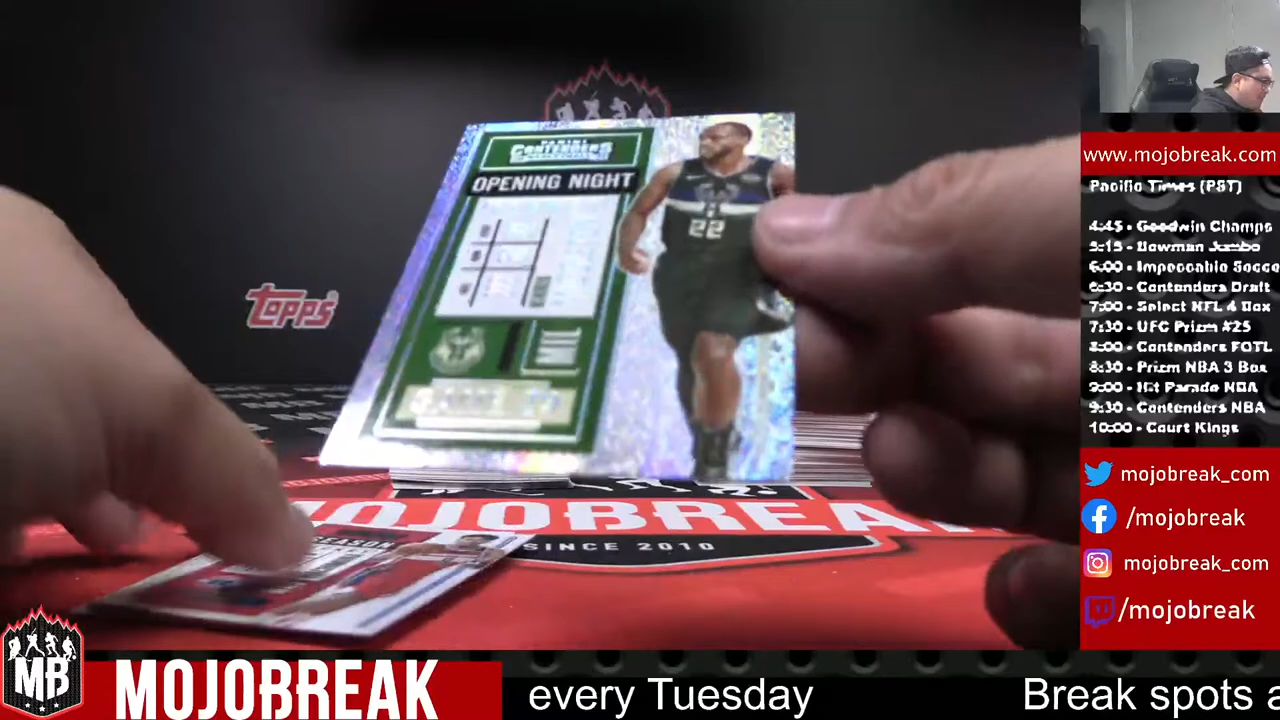 PANINI
CONTENDERS
OPENING NIGHT
22
MIL
SEASON
TOPPS
MOJOBREAK
SINCE 2010
www.mojobreak.com
Pacific Times (PST)
4:45 - Goodwin Champs
5:15 - Bowman Jumbo
6:00 - Impeccable Socce
6:30 - Contenders Draft
7:00 - Select NFL 4 Box
7:30 - UFC Prizm #25
8:00 - Contenders FOTL
8:30 - Prizm NBA 3 Box
9:00 - Hit Parade NBA
9:30 - Contenders NBA
10:00 - Court Kings
mojobreak_com
/mojobreak
mojobreak_com
/mojobreak
MB
MOJOBREAK
every Tuesday
Break spots a